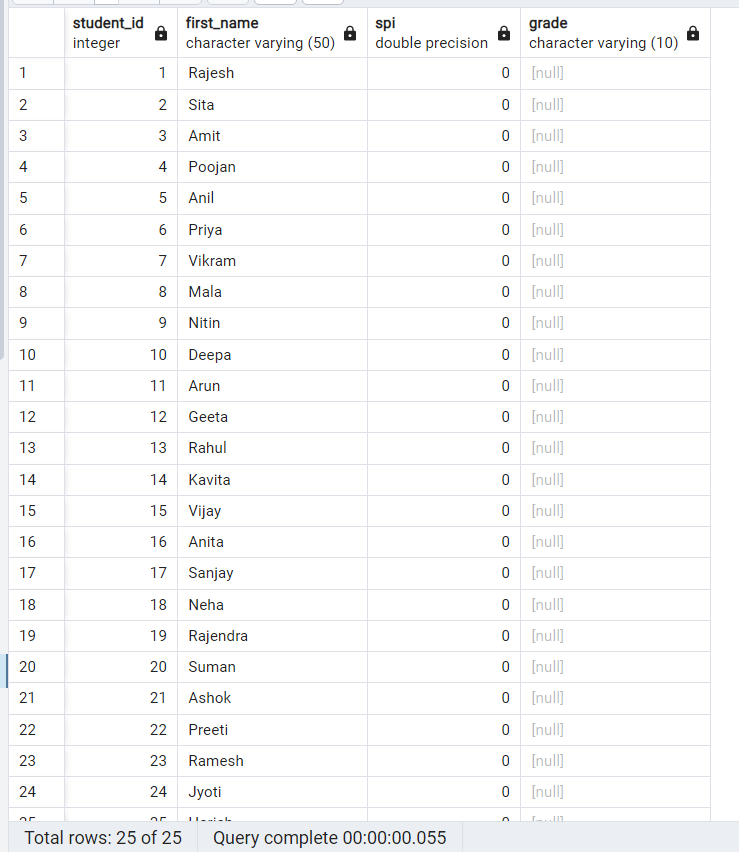 student_id first_name spi grade
integer character varying (50) double precision character varying (10)
1 1 Rajesh 0 [null]
2 2 Sita 0 [null]
3 3 Amit 0 [null]
4 4 Poojan 0 [null]
5 5 Anil 0 [null]
6 6 Priya 0 [null]
7 7 Vikram 0 [null]
8 8 Mala 0 [null]
9 9 Nitin 0 [null]
10 10 Deepa 0 [null]
11 11 Arun 0 [null]
12 12 Geeta 0 [null]
13 13 Rahul 0 [null]
14 14 Kavita 0 [null]
15 15 Vijay 0 [null]
16 16 Anita 0 [null]
17 17 Sanjay 0 [null]
18 18 Neha 0 [null]
19 19 Rajendra 0 [null]
20 20 Suman 0 [null]
21 21 Ashok 0 [null]
22 22 Preeti 0 [null]
23 23 Ramesh 0 [null]
24 24 Jyoti 0 [null]
Total rows: 25 of 25 Query complete 00:00:00.055